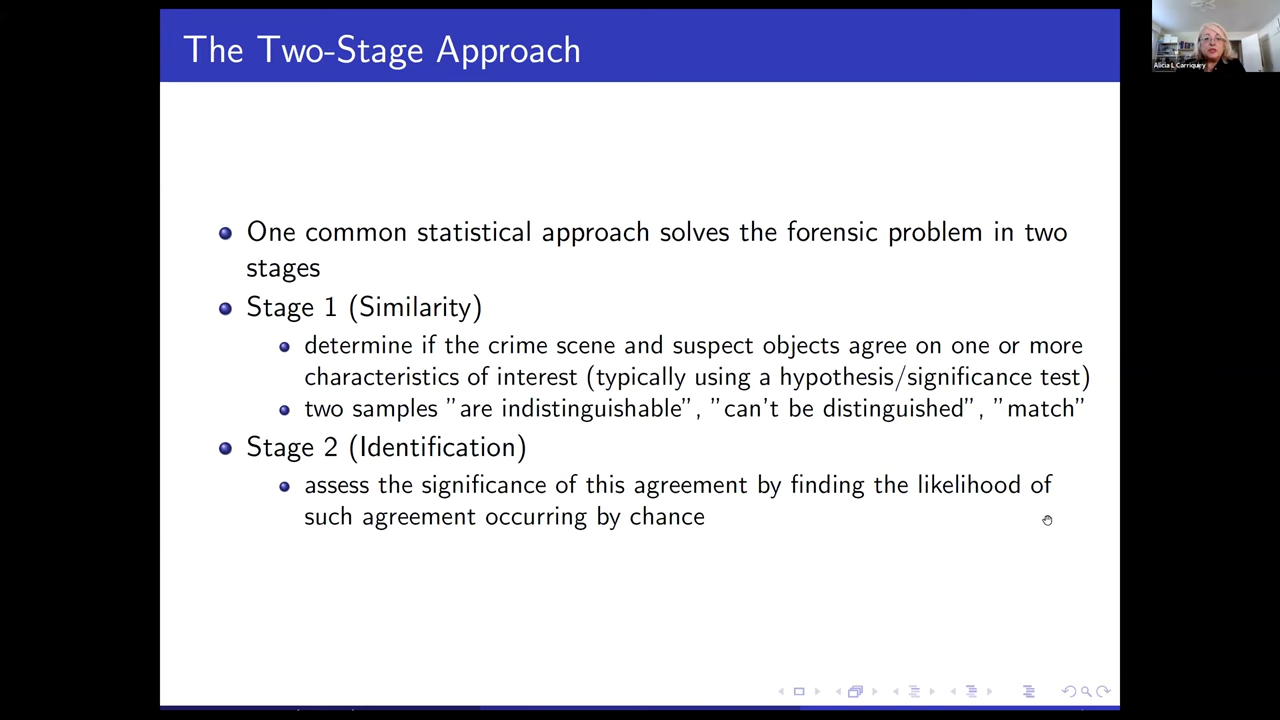 The Two-Stage Approach
Alicia L Carriquiry
One common statistical approach solves the forensic problem in two
stages
Stage 1 (Similarity)
determine if the crime scene and suspect objects agree on one or more
characteristics of interest (typically using a hypothesis/significance test)
two samples ”are indistinguishable”, ”can't be distinguished”, ”match”
Stage 2 (Identification)
assess the significance of this agreement by finding the likelihood of
such agreement occurring by chance